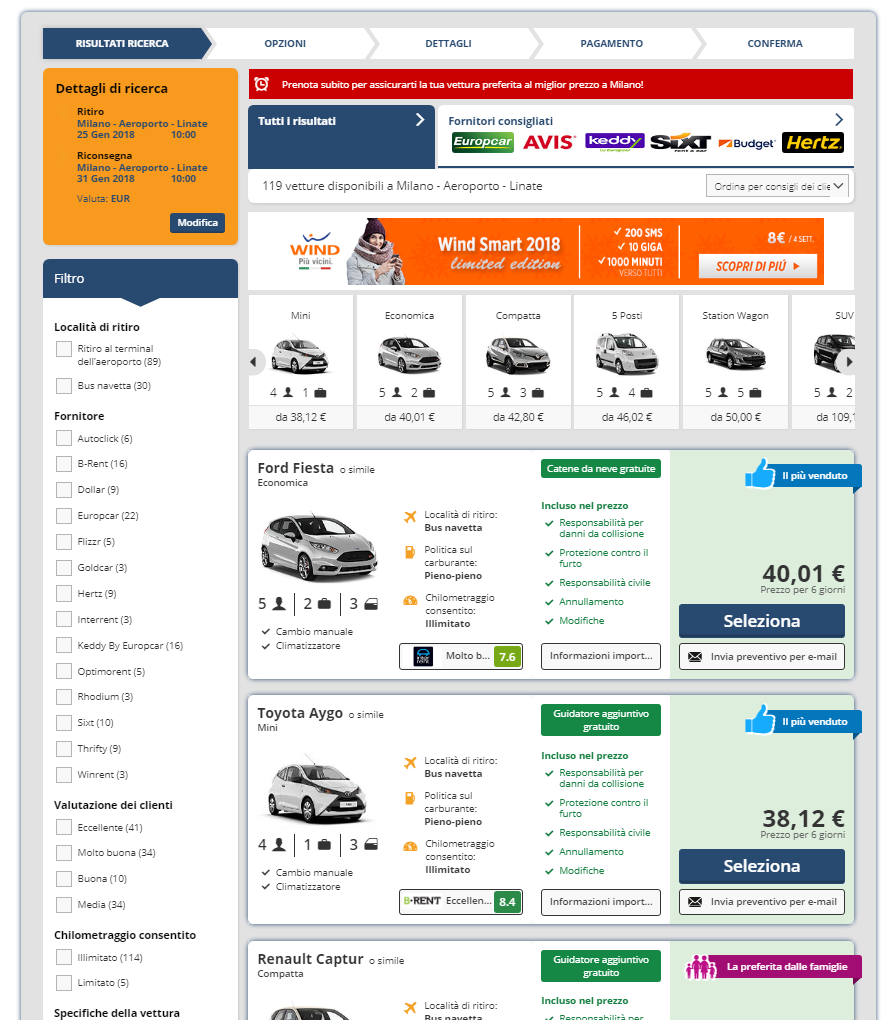 RISULTATI RICERCA
OPZIONI
DETTAGLI
PAGAMENTO
CONFERMA
Dettagli di ricerca
Ritiro
Milano - Aeroporto - Linate
25 Gen 2018 10:00
Riconsegna
Milano - Aeroporto - Linate
31 Gen 2018 10:00
Valuta: EUR
Modifica
Filtro
Località di ritiro
Ritiro al terminal
dell'aeroporto (89)
Bus navetta (30)
Fornitore
Autoclick (6)
B-Rent (16)
Dollar (9)
Europcar (22)
Flizzr (5)
Goldcar (3)
Hertz (9)
Interrent (3)
Keddy By Europcar (16)
Optimorent (5)
Rhodium (3)
Sixt (10)
Thrifty (9)
Winrent (3)
Valutazione dei clienti
Eccellente (41)
Molto buona (34)
Buona (10)
Media (34)
Chilometraggio consentito
Illimitato (114)
Limitato (5)
Specifiche della vettura
Prenota subito per assicurarti la tua vettura preferita al miglior prezzo a Milano!
Tutti i risultati
Fornitori consigliati
Europcar AVIS keddy by Europcar SIXT rent a car Budget Hertz
119 vetture disponibili a Milano - Aeroporto - Linate
Ordina per consigli dei clie
WIND
Più vicini.
Wind Smart 2018
limited edition
200 SMS
10 GIGA
1000 MINUTI
VERSO TUTTI
8€ / 4 SETT.
SCOPRI DI PIÚ
Mini
4 1
da 38,12 €
Economica
5 2
da 40,01 €
Compatta
5 3
da 42,80 €
5 Posti
5 4
da 46,02 €
Station Wagon
5 5
da 50,00 €
SUV
5 2
da 109,1
Ford Fiesta o simile
Economica
5 2 3
Cambio manuale
Climatizzatore
Località di ritiro:
Bus navetta
Politica sul
carburante:
Pieno-pieno
Chilometraggio
consentito:
Illimitato
Molto b... 7.6
Catene da neve gratuite
Incluso nel prezzo
Responsabilità per
danni da collisione
Protezione contro il
furto
Responsabilità civile
Annullamento
Modifiche
Informazioni import...
Il più venduto
40,01 €
Prezzo per 6 giorni
Seleziona
Invia preventivo per e-mail
Toyota Aygo o simile
Mini
4 1 3
Cambio manuale
Climatizzatore
Località di ritiro:
Bus navetta
Politica sul
carburante:
Pieno-pieno
Chilometraggio
consentito:
Illimitato
B-RENT Eccellen... 8.4
Guidatore aggiuntivo
gratuito
Incluso nel prezzo
Responsabilità per
danni da collisione
Protezione contro il
furto
Responsabilità civile
Annullamento
Modifiche
Informazioni import...
Il più venduto
38,12 €
Prezzo per 6 giorni
Seleziona
Invia preventivo per e-mail
Renault Captur o simile
Compatta
Località di ritiro:
Bus navetta
Guidatore aggiuntivo
gratuito
Incluso nel prezzo
Responsabilità per
La preferita dalle famiglie